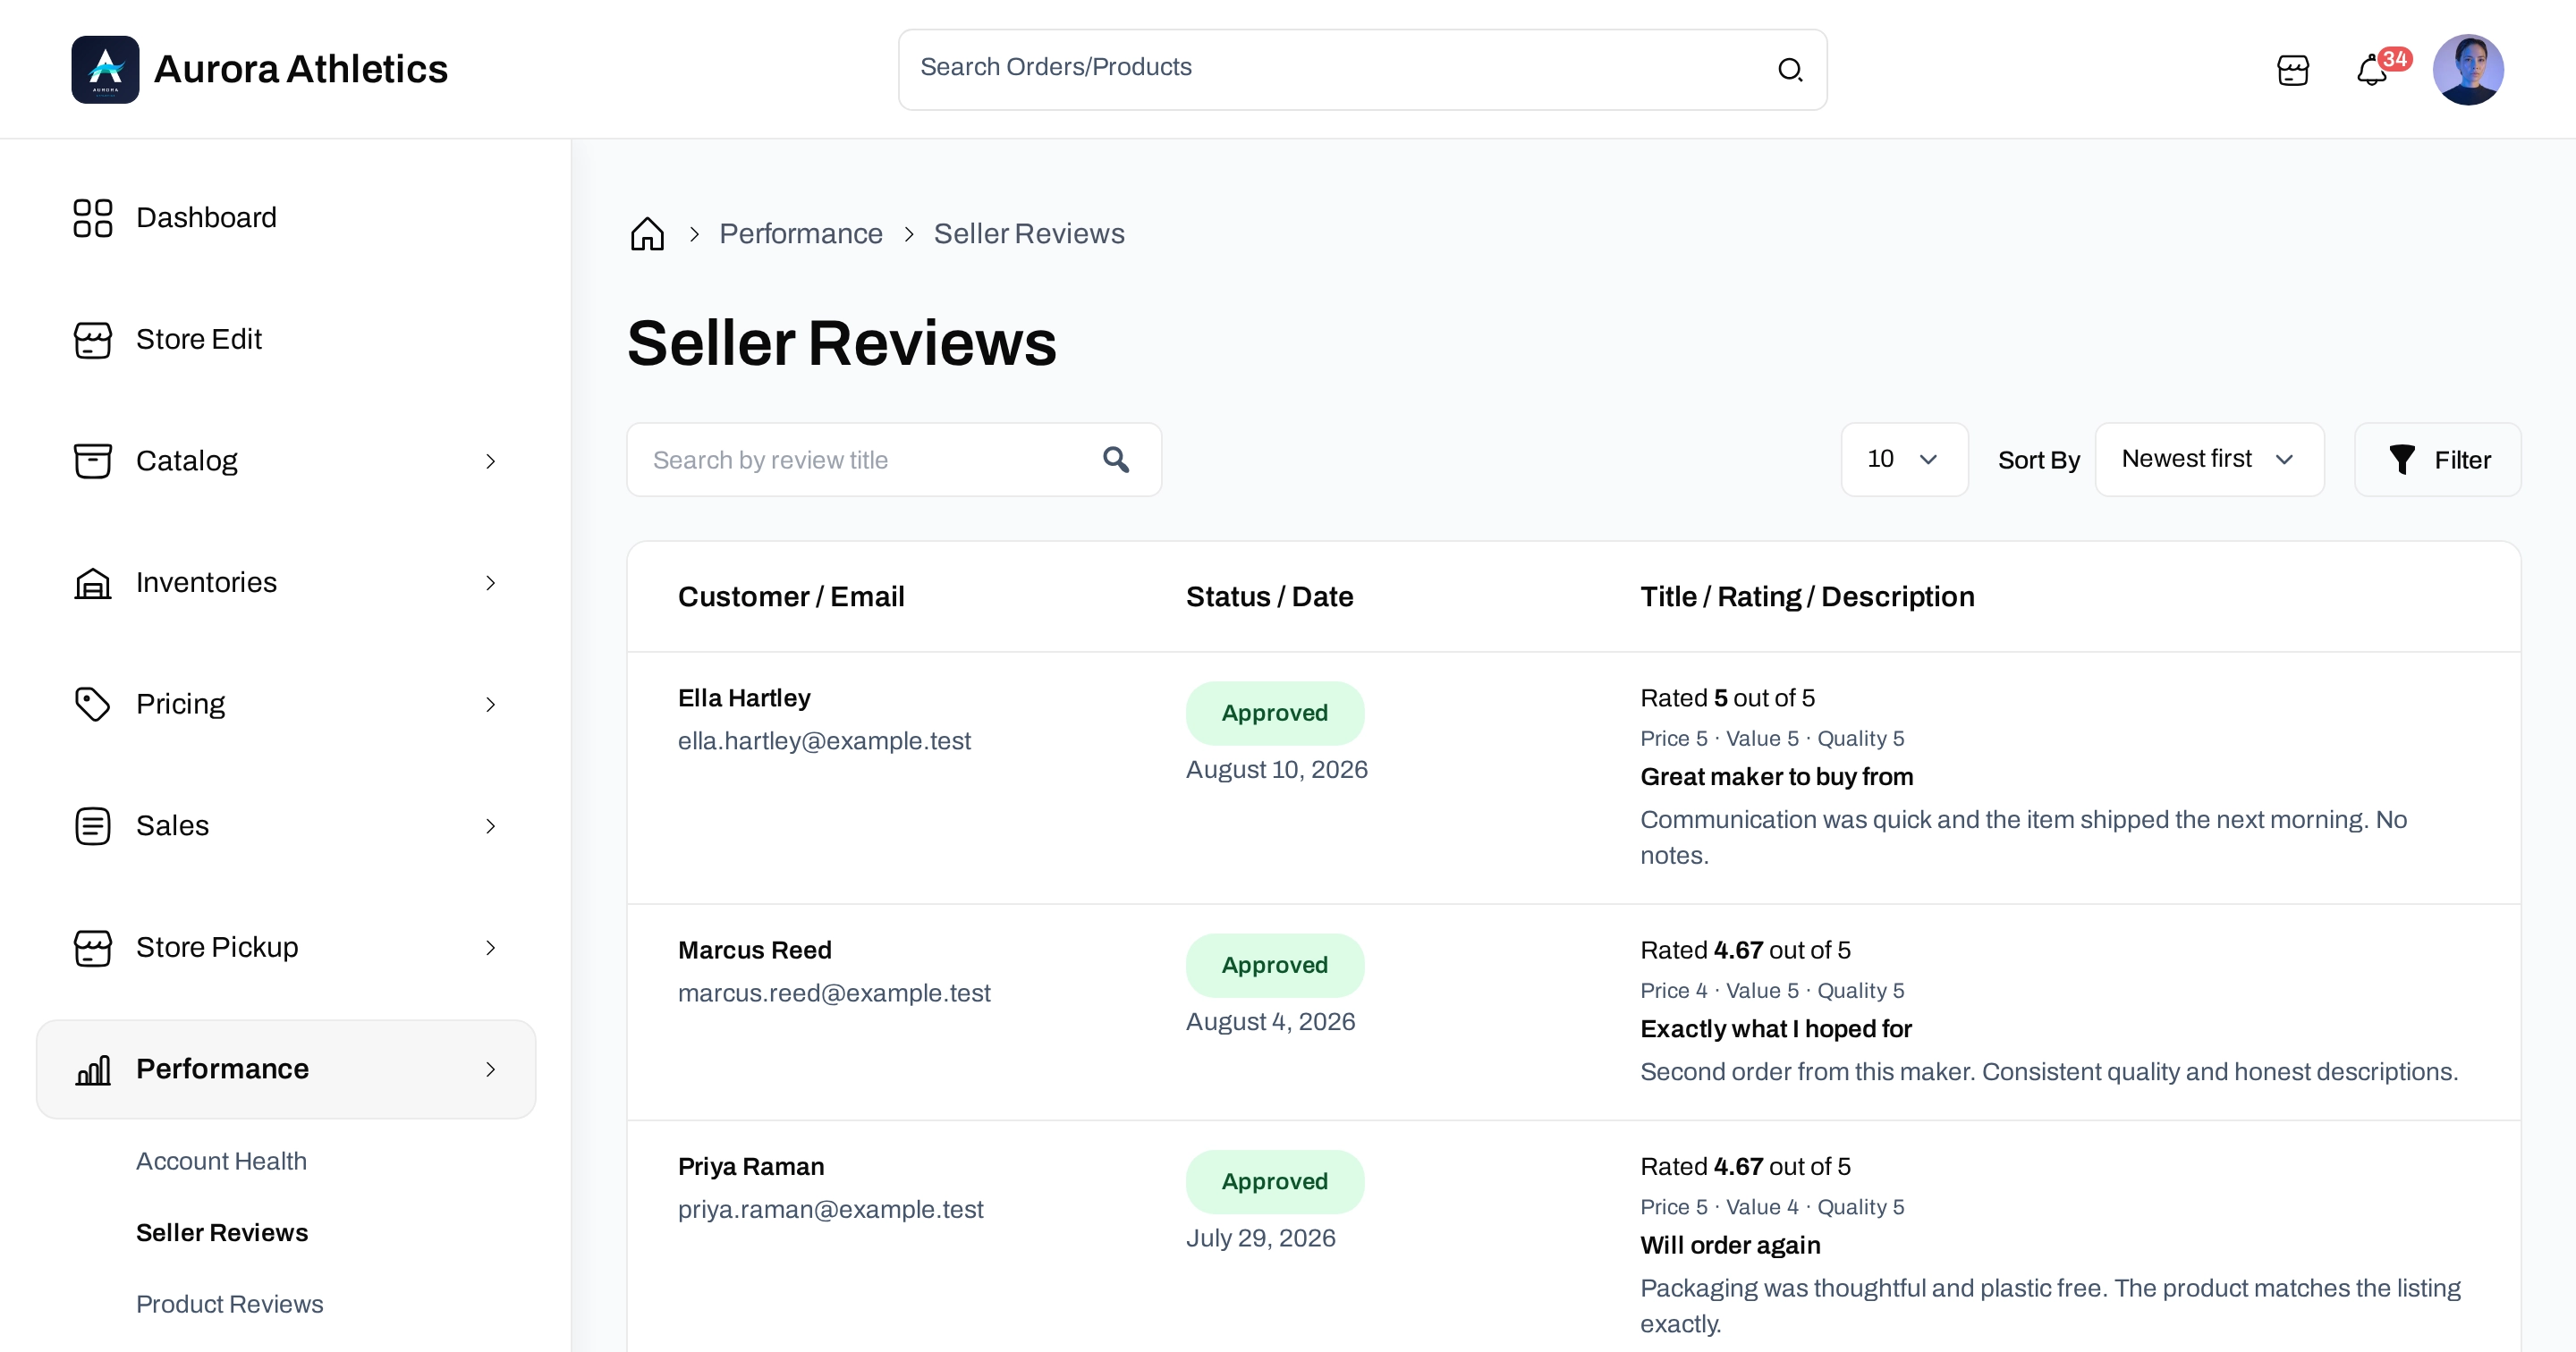 AURORA
Aurora Athletics
Search Orders/Products
34
Dashboard
Store Edit
Catalog
Inventories
Pricing
Sales
Store Pickup
Performance
Account Health
Seller Reviews
Product Reviews
Performance
Seller Reviews
Seller Reviews
Search by review title
10
Sort By
Newest first
Filter
Customer / Email
Status / Date
Title / Rating / Description
Ella Hartley
ella.hartley@example.test
Approved
August 10, 2026
Rated 5 out of 5
Price 5 · Value 5 · Quality 5
Great maker to buy from
Communication was quick and the item shipped the next morning. No
notes.
Marcus Reed
marcus.reed@example.test
Approved
August 4, 2026
Rated 4.67 out of 5
Price 4 · Value 5 · Quality 5
Exactly what I hoped for
Second order from this maker. Consistent quality and honest descriptions.
Priya Raman
priya.raman@example.test
Approved
July 29, 2026
Rated 4.67 out of 5
Price 5 · Value 4 · Quality 5
Will order again
Packaging was thoughtful and plastic free. The product matches the listing
exactly.